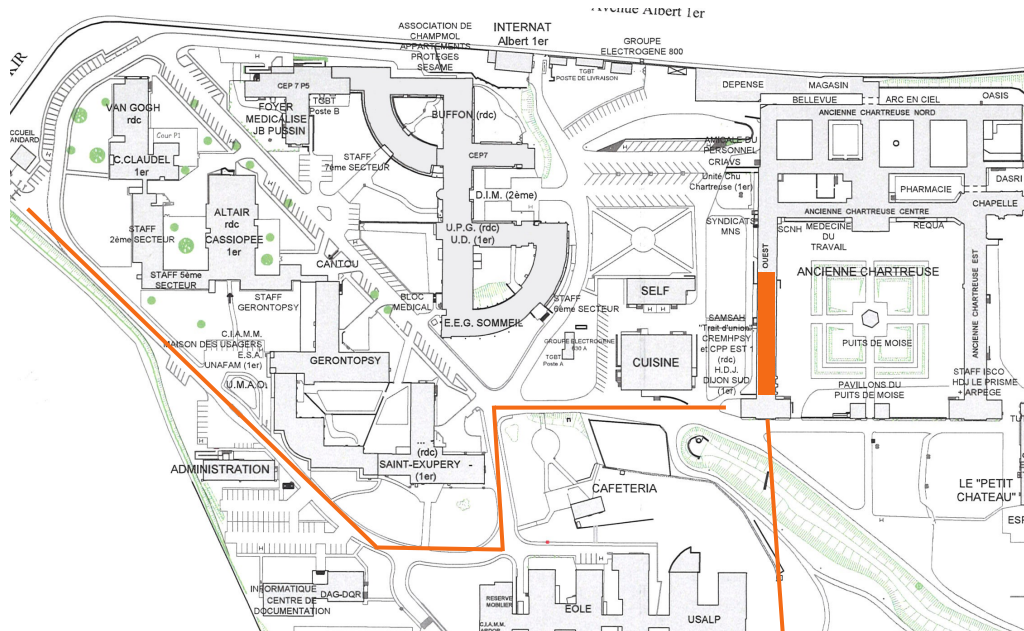 Avenue Albert 1er
KIR
ASSOCIATION DE
CHAMPMOL
APPARTEMENTS
PROTEGES
SESAME
INTERNAT
Albert 1er
GROUPE
ELECTROGENE 800
TGBT
POSTE DE LIVRAISON
DEPENSE
MAGASIN
BELLEVUE
ARC EN CIEL
OASIS
ANCIENNE CHARTREUSE NORD
CEP 7 P5
FOYER
MEDICALISE
JB PUSSIN
TGBT
Poste B
BUFFON (rdc)
CEP7
VAN GOGH
rdc
Cour P1
C.CLAUDEL
1er
CCUEIL
ANDARD
STAFF
7ème SECTEUR
D.I.M. (2ème)
AMICALE DU
PERSONNEL
CRIAVS
Unité Chu
Chartreuse (1er)
PHARMACIE
DASRI
CHAPELLE
ANCIENNE CHARTREUSE CENTRE
ALTAIR
rdc
CASSIOPEE
1er
STAFF
2ème SECTEUR
U.P.G. (rdc)
U.D. (1er)
SYNDICATS
MNS
SCNH
MEDECINE
DU
TRAVAIL
REQUA
OUEST
STAFF 5ème
SECTEUR
CANTOU
STAFF
GERONTOPSY
BLOC
MEDICAL
SELF
ANCIENNE CHARTREUSE
ANCIENNE CHARTREUSE EST
STAFF
6ème SECTEUR
E.E.G. SOMMEIL
GROUPE ELECTROGENE
630 A
TGBT
Poste A
CUISINE
SAMSAH
"Trait d'union"
CREMHPSY
et CPP EST 1
(rdc)
H.D.J.
DIJON SUD
(1er)
PUITS DE MOISE
C.I.A.M.M.
MAISON DES USAGERS
E.S.A.
UNAFAM (1er)
U.M.A.O.
GERONTOPSY
PAVILLONS DU
PUITS DE MOISE
STAFF ISCO
HDJ LE PRISME
+ ARPEGE
ADMINISTRATION
... (rdc)
SAINT-EXUPERY -
(1er)
CAFETERIA
LE "PETIT
CHATEAU"
INFORMATIQUE
CENTRE DE
DOCUMENTATION
DAG-DQR
RESERVE
MOBILIER
C.I.A.M.M.
EOLE
USALP